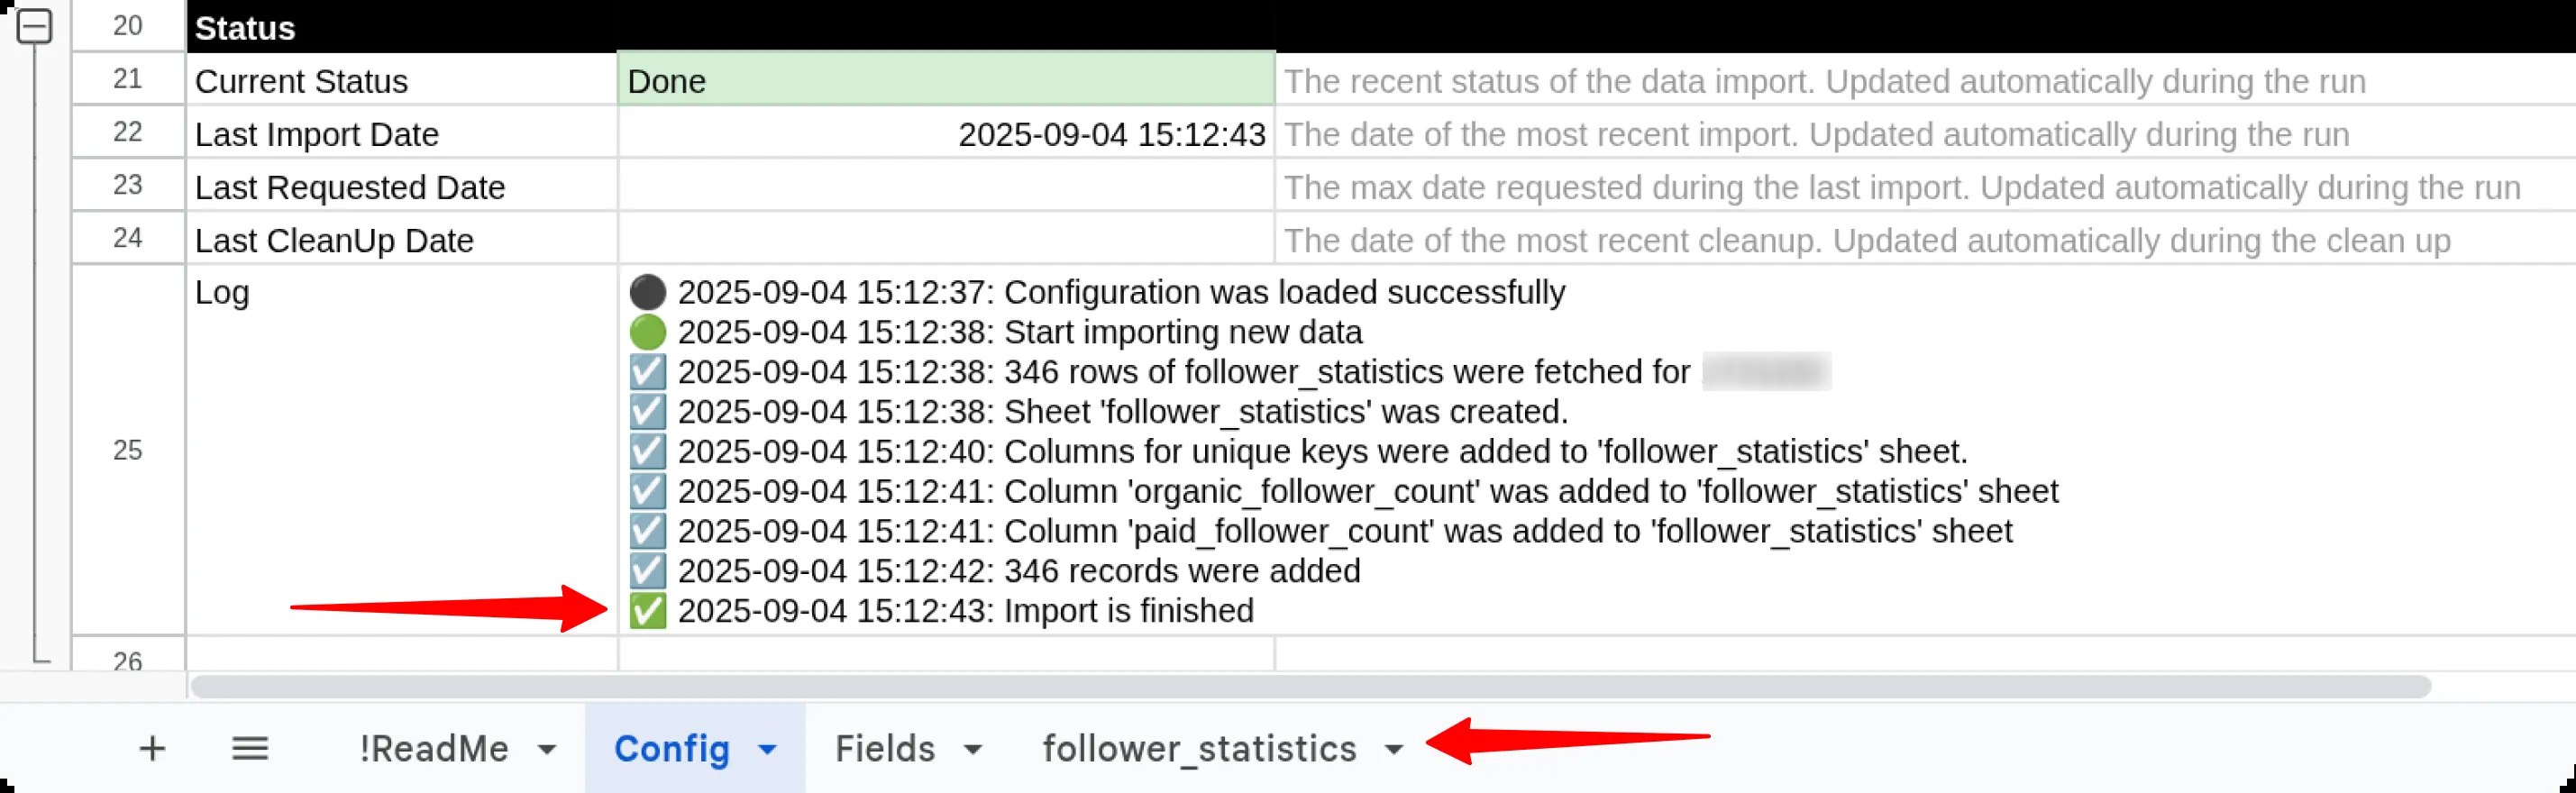 20 Status
21 Current Status Done The recent status of the data import. Updated automatically during the run
22 Last Import Date 2025-09-04 15:12:43 The date of the most recent import. Updated automatically during the run
23 Last Requested Date The max date requested during the last import. Updated automatically during the run
24 Last CleanUp Date The date of the most recent cleanup. Updated automatically during the clean up
25 Log
2025-09-04 15:12:37: Configuration was loaded successfully
2025-09-04 15:12:38: Start importing new data
2025-09-04 15:12:38: 346 rows of follower_statistics were fetched for
2025-09-04 15:12:38: Sheet 'follower_statistics' was created.
2025-09-04 15:12:40: Columns for unique keys were added to 'follower_statistics' sheet.
2025-09-04 15:12:41: Column 'organic_follower_count' was added to 'follower_statistics' sheet
2025-09-04 15:12:41: Column 'paid_follower_count' was added to 'follower_statistics' sheet
2025-09-04 15:12:42: 346 records were added
2025-09-04 15:12:43: Import is finished
26
!ReadMe Config Fields follower_statistics